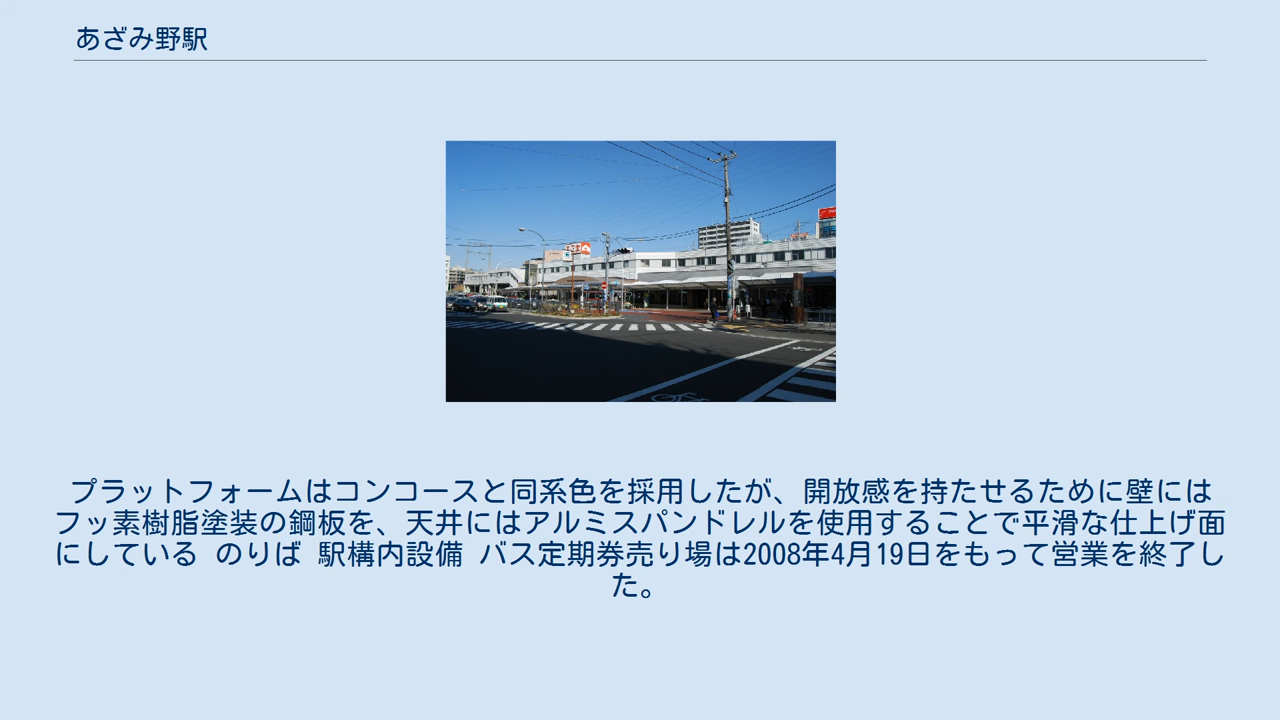 あざみ野駅
プラットフォームはコンコースと同系色を採用したが、開放感を持たせるために壁には
フッ素樹脂塗装の鋼板を、天井にはアルミスパンドレルを使用することで平滑な仕上げ面
にしている のりば 駅構内設備 バス定期券売り場は2008年4月19日をもって営業を終了し
た。